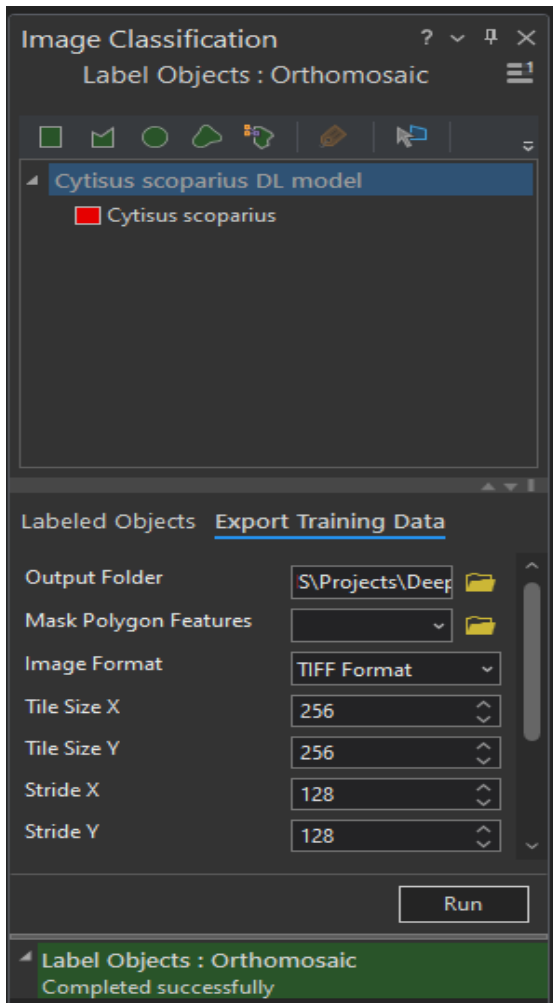 Image Classification ?
Label Objects : Orthomosaic 1
Cytisus scoparius DL model
Cytisus scoparius
Labeled Objects Export Training Data
Output Folder S\Projects\Deep
Mask Polygon Features
Image Format TIFF Format
Tile Size X 256
Tile Size Y 256
Stride X 128
Stride Y 128
Run
Label Objects : Orthomosaic
Completed successfully